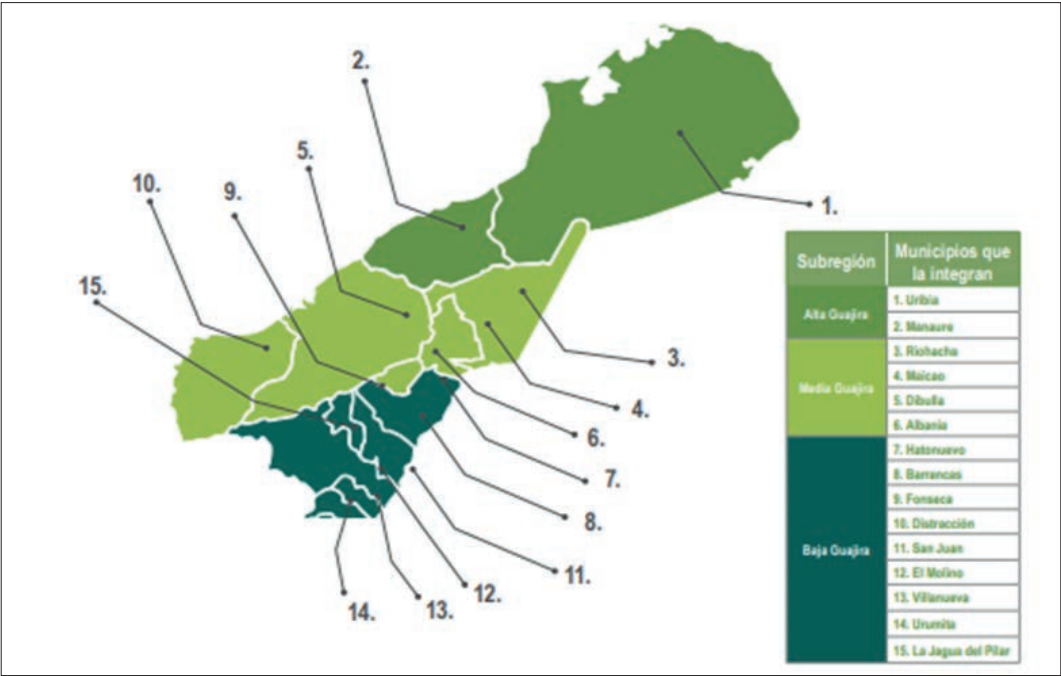 2.
5.
10.
9.
1.
15.
3.
4.
6.
7.
8.
11.
12.
13.
14.
Subregión
Municipios que
la integran
Alta Guajira
1. Uribia
2. Manaure
Media Guajira
3. Riohacha
4. Maicao
5. Dibulla
6. Albania
Baja Guajira
7. Hatonuevo
8. Barrancas
9. Fonseca
10. Distracción
11. San Juan
12. El Molino
13. Villanueva
14. Urumita
15. La Jagua del Pilar